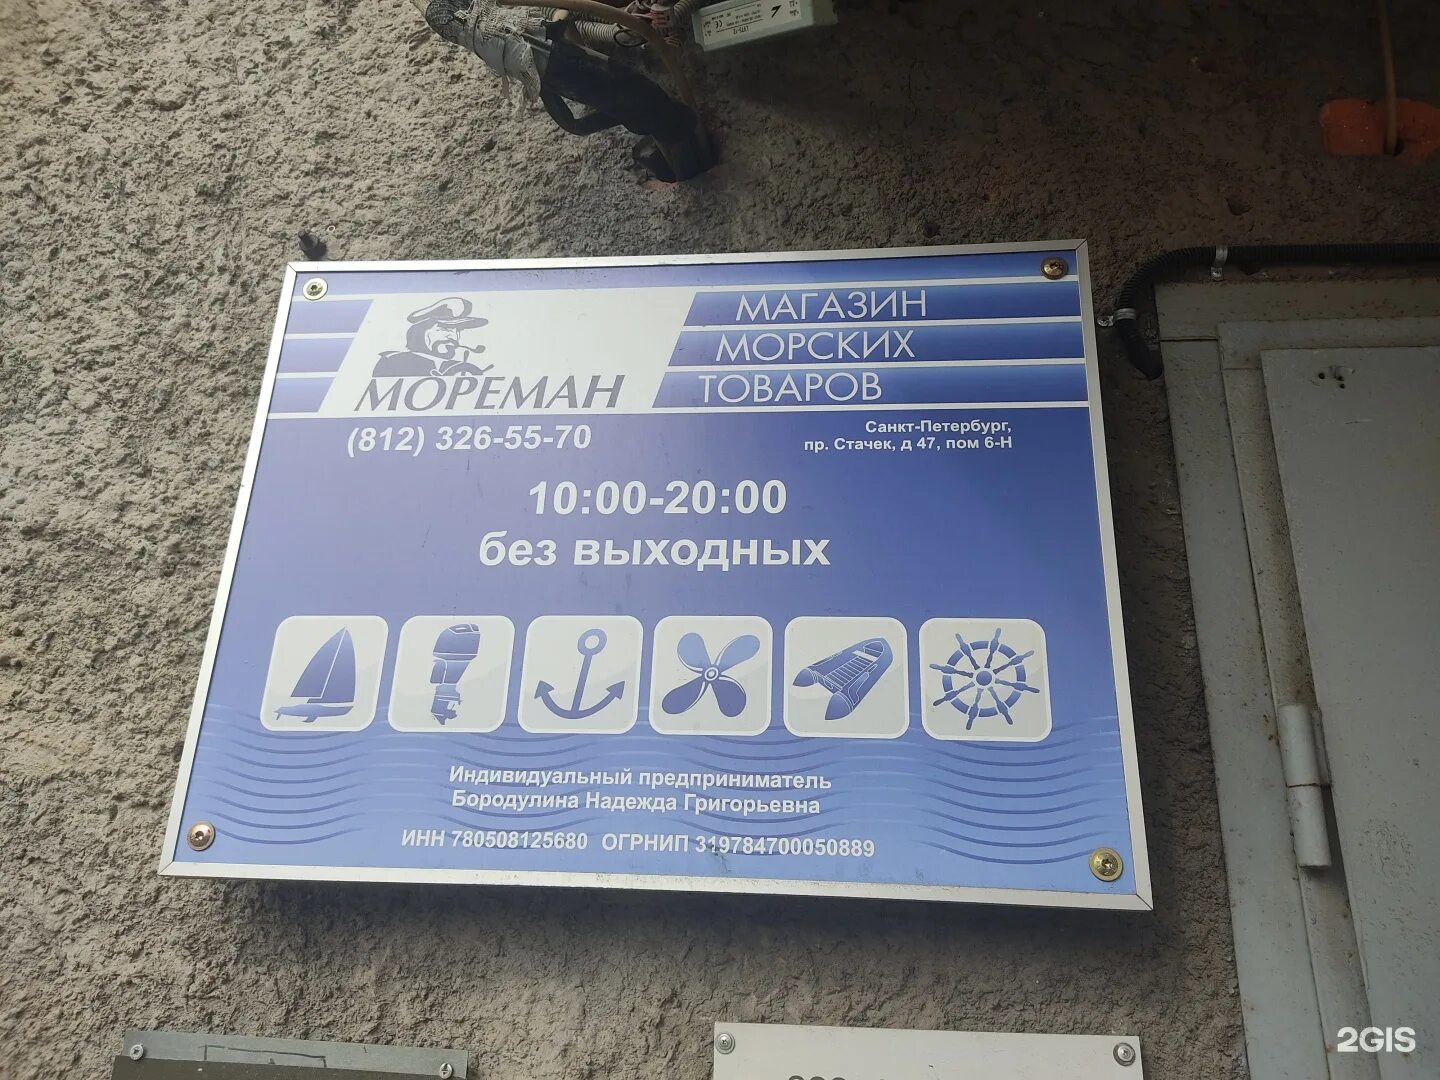 МАГАЗИН
МОРСКИХ
ТОВАРОВ
МОРЕМАН
(812) 326-55-70
Санкт-Петербург,
пр. Стачек, д 47, пом 6-Н
10:00-20:00
без выходных
Индивидуальный предприниматель
Бородулина Надежда Григорьевна
ИНН 780508125680 ОГРНИП 319784700050889
2GIS